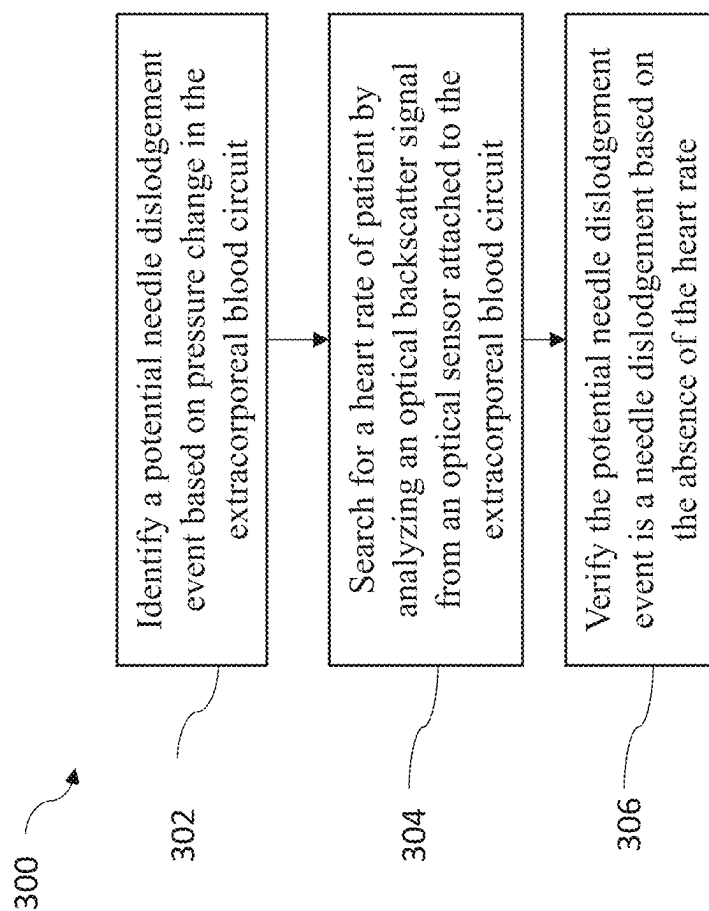 300
302
Identify a potential needle dislodgement
event based on pressure change in the
extracorporeal blood circuit
304
Search for a heart rate of patient by
analyzing an optical backscatter signal
from an optical sensor attached to the
extracorporeal blood circuit
306
Verify the potential needle dislodgement
event is a needle dislodgement based on
the absence of the heart rate